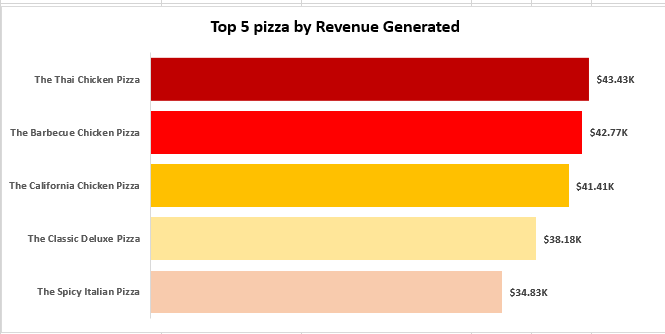 Top 5 pizza by Revenue Generated
The Thai Chicken Pizza $43.43K
The Barbecue Chicken Pizza $42.77K
The California Chicken Pizza $41.41K
The Classic Deluxe Pizza $38.18K
The Spicy Italian Pizza $34.83K